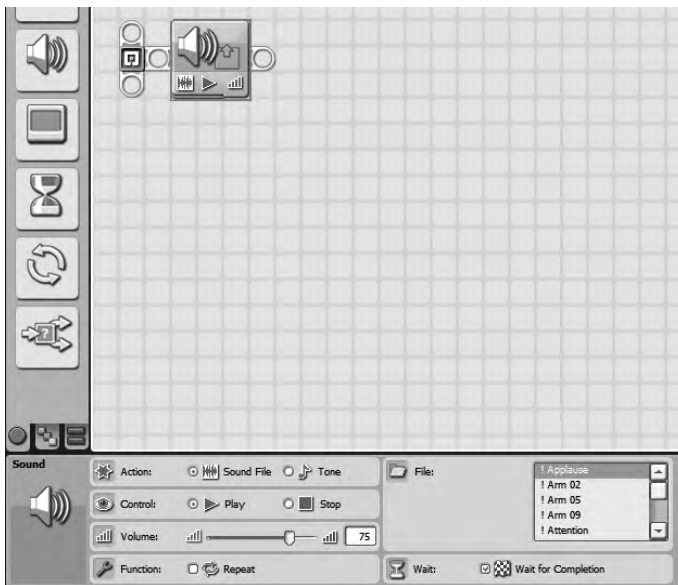 Sound
Action: Sound File Tone
Control: Play Stop
Volume: 75
Function: Repeat
File:
! Applause
! Arm 02
! Arm 05
! Arm 09
! Attention
Wait: Wait for Completion